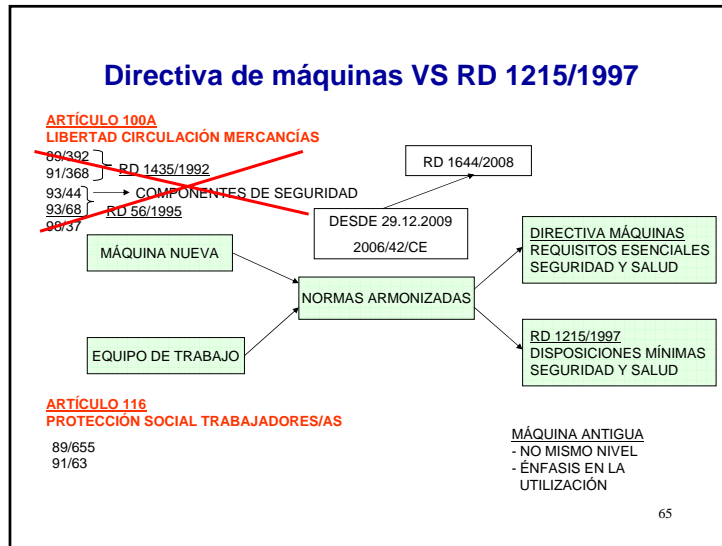 Directiva de máquinas VS RD 1215/1997
ARTÍCULO 100A
LIBERTAD CIRCULACIÓN MERCANCÍAS
89/392
91/368
RD 1435/1992
93/44
COMPONENTES DE SEGURIDAD
93/68
RD 56/1995
98/37
RD 1644/2008
DESDE 29.12.2009
2006/42/CE
MÁQUINA NUEVA
NORMAS ARMONIZADAS
EQUIPO DE TRABAJO
DIRECTIVA MÁQUINAS
REQUISITOS ESENCIALES
SEGURIDAD Y SALUD
RD 1215/1997
DISPOSICIONES MÍNIMAS
SEGURIDAD Y SALUD
ARTÍCULO 116
PROTECCIÓN SOCIAL TRABAJADORES/AS
89/655
91/63
MÁQUINA ANTIGUA
- NO MISMO NIVEL
- ÉNFASIS EN LA
UTILIZACIÓN
65